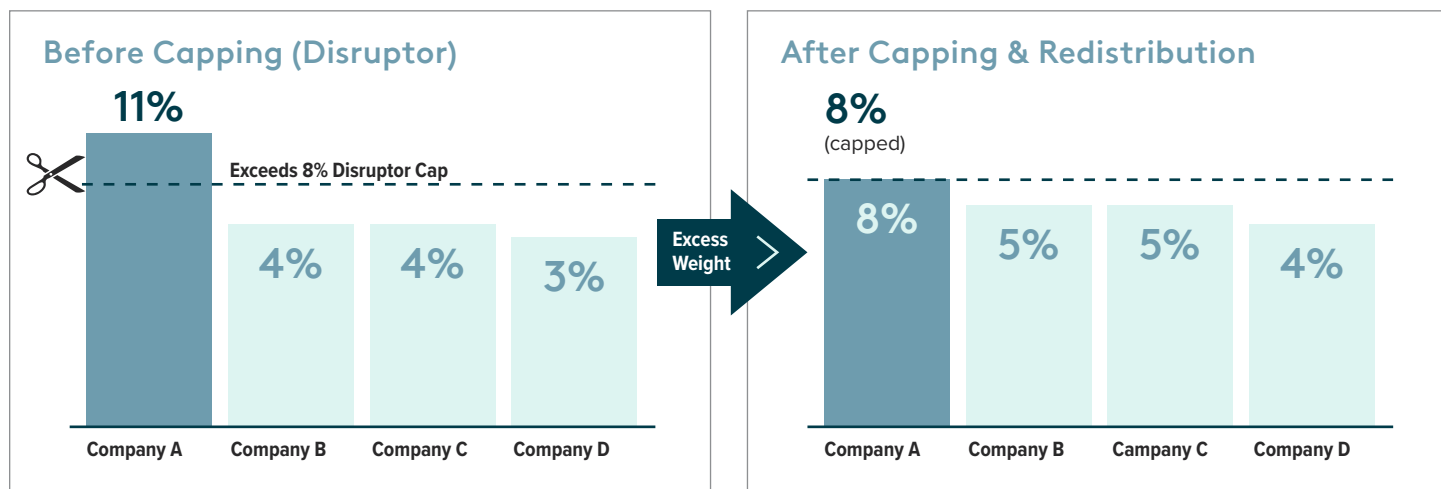 Before Capping (Disruptor)
11%
Exceeds 8% Disruptor Cap
4%
4%
3%
Company A
Company B
Company C
Company D
Excess
Weight
After Capping & Redistribution
8%
(capped)
8%
5%
5%
4%
Company A
Company B
Campany C
Company D